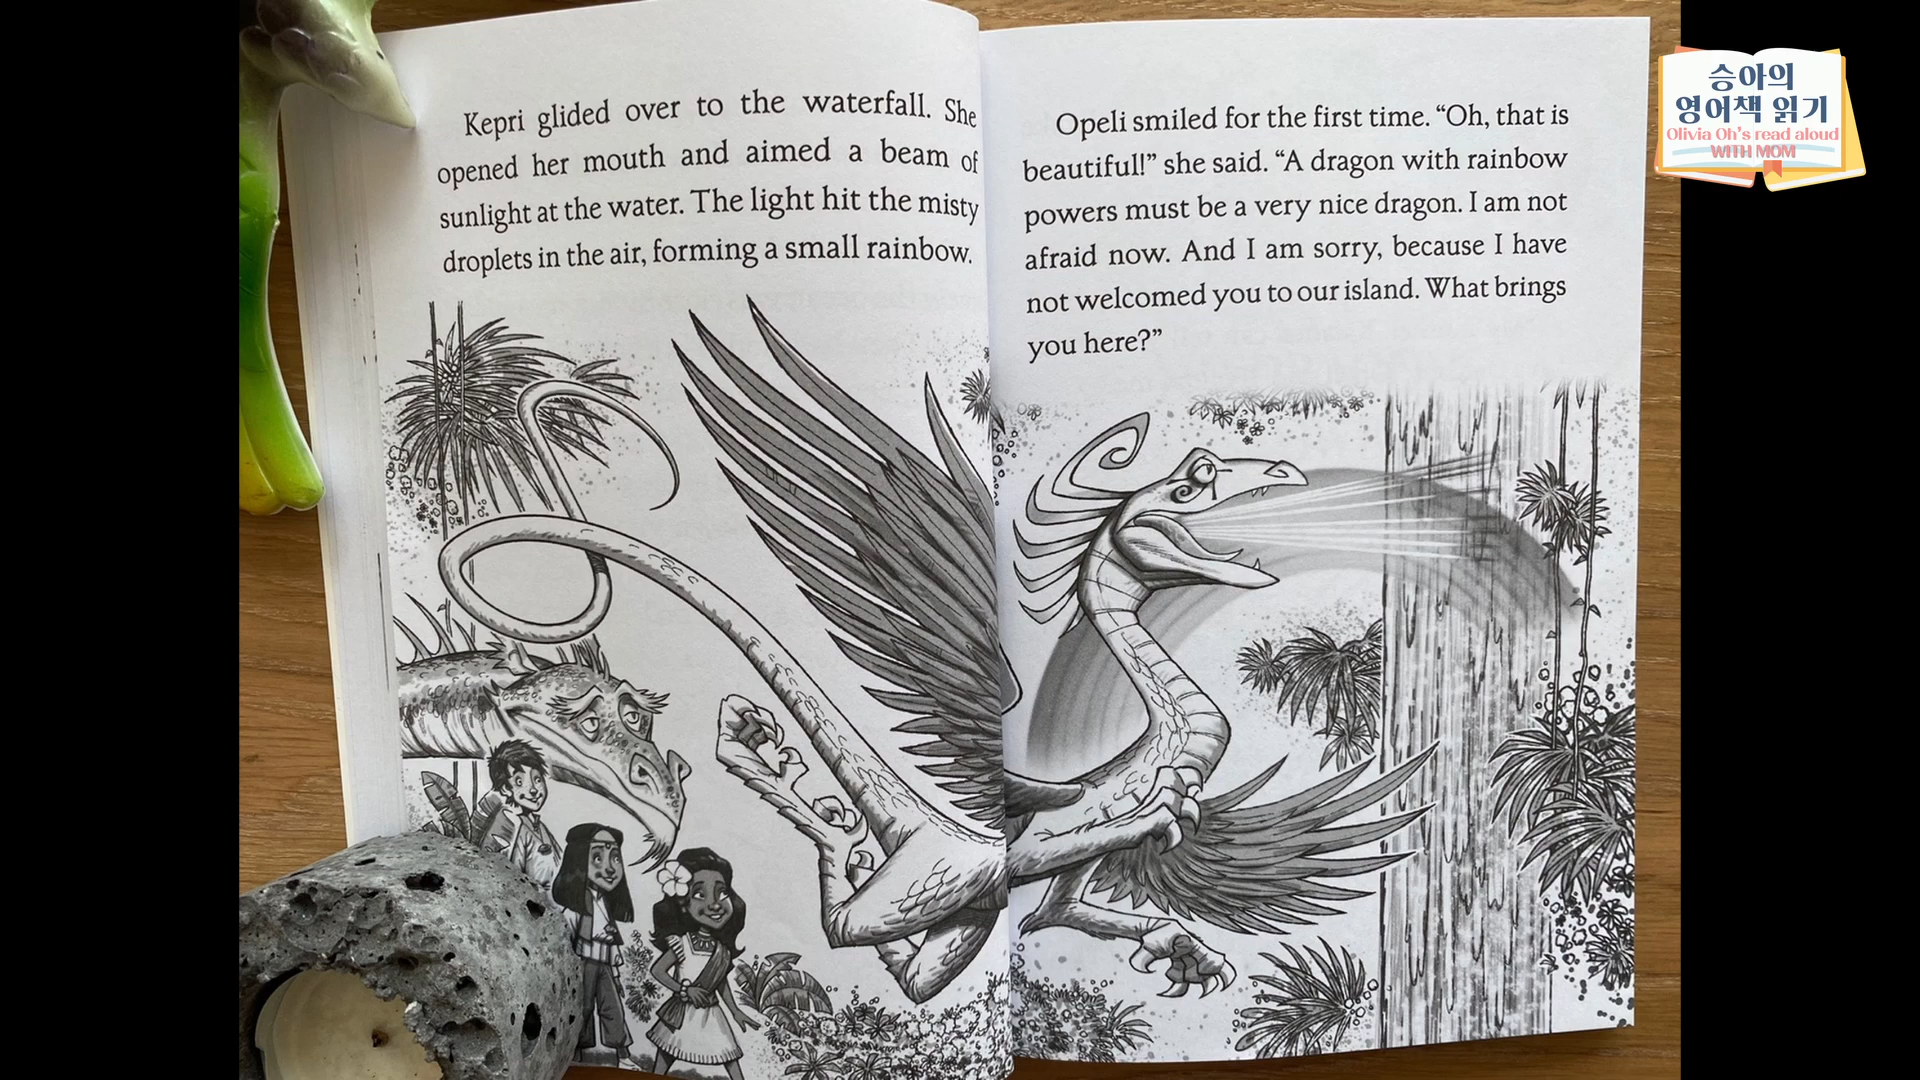 Kepri glided over to the waterfall. She
opened her mouth and aimed a beam of
sunlight at the water. The light hit the misty
droplets in the air, forming a small rainbow.
Opeli smiled for the first time. “Oh, that is
beautiful!” she said. “A dragon with rainbow
powers must be a very nice dragon. I am not
afraid now. And I am sorry, because I have
not welcomed you to our island. What brings
you here?”
승아의
영어책 읽기
Olivia Oh's read aloud
WITH MOM